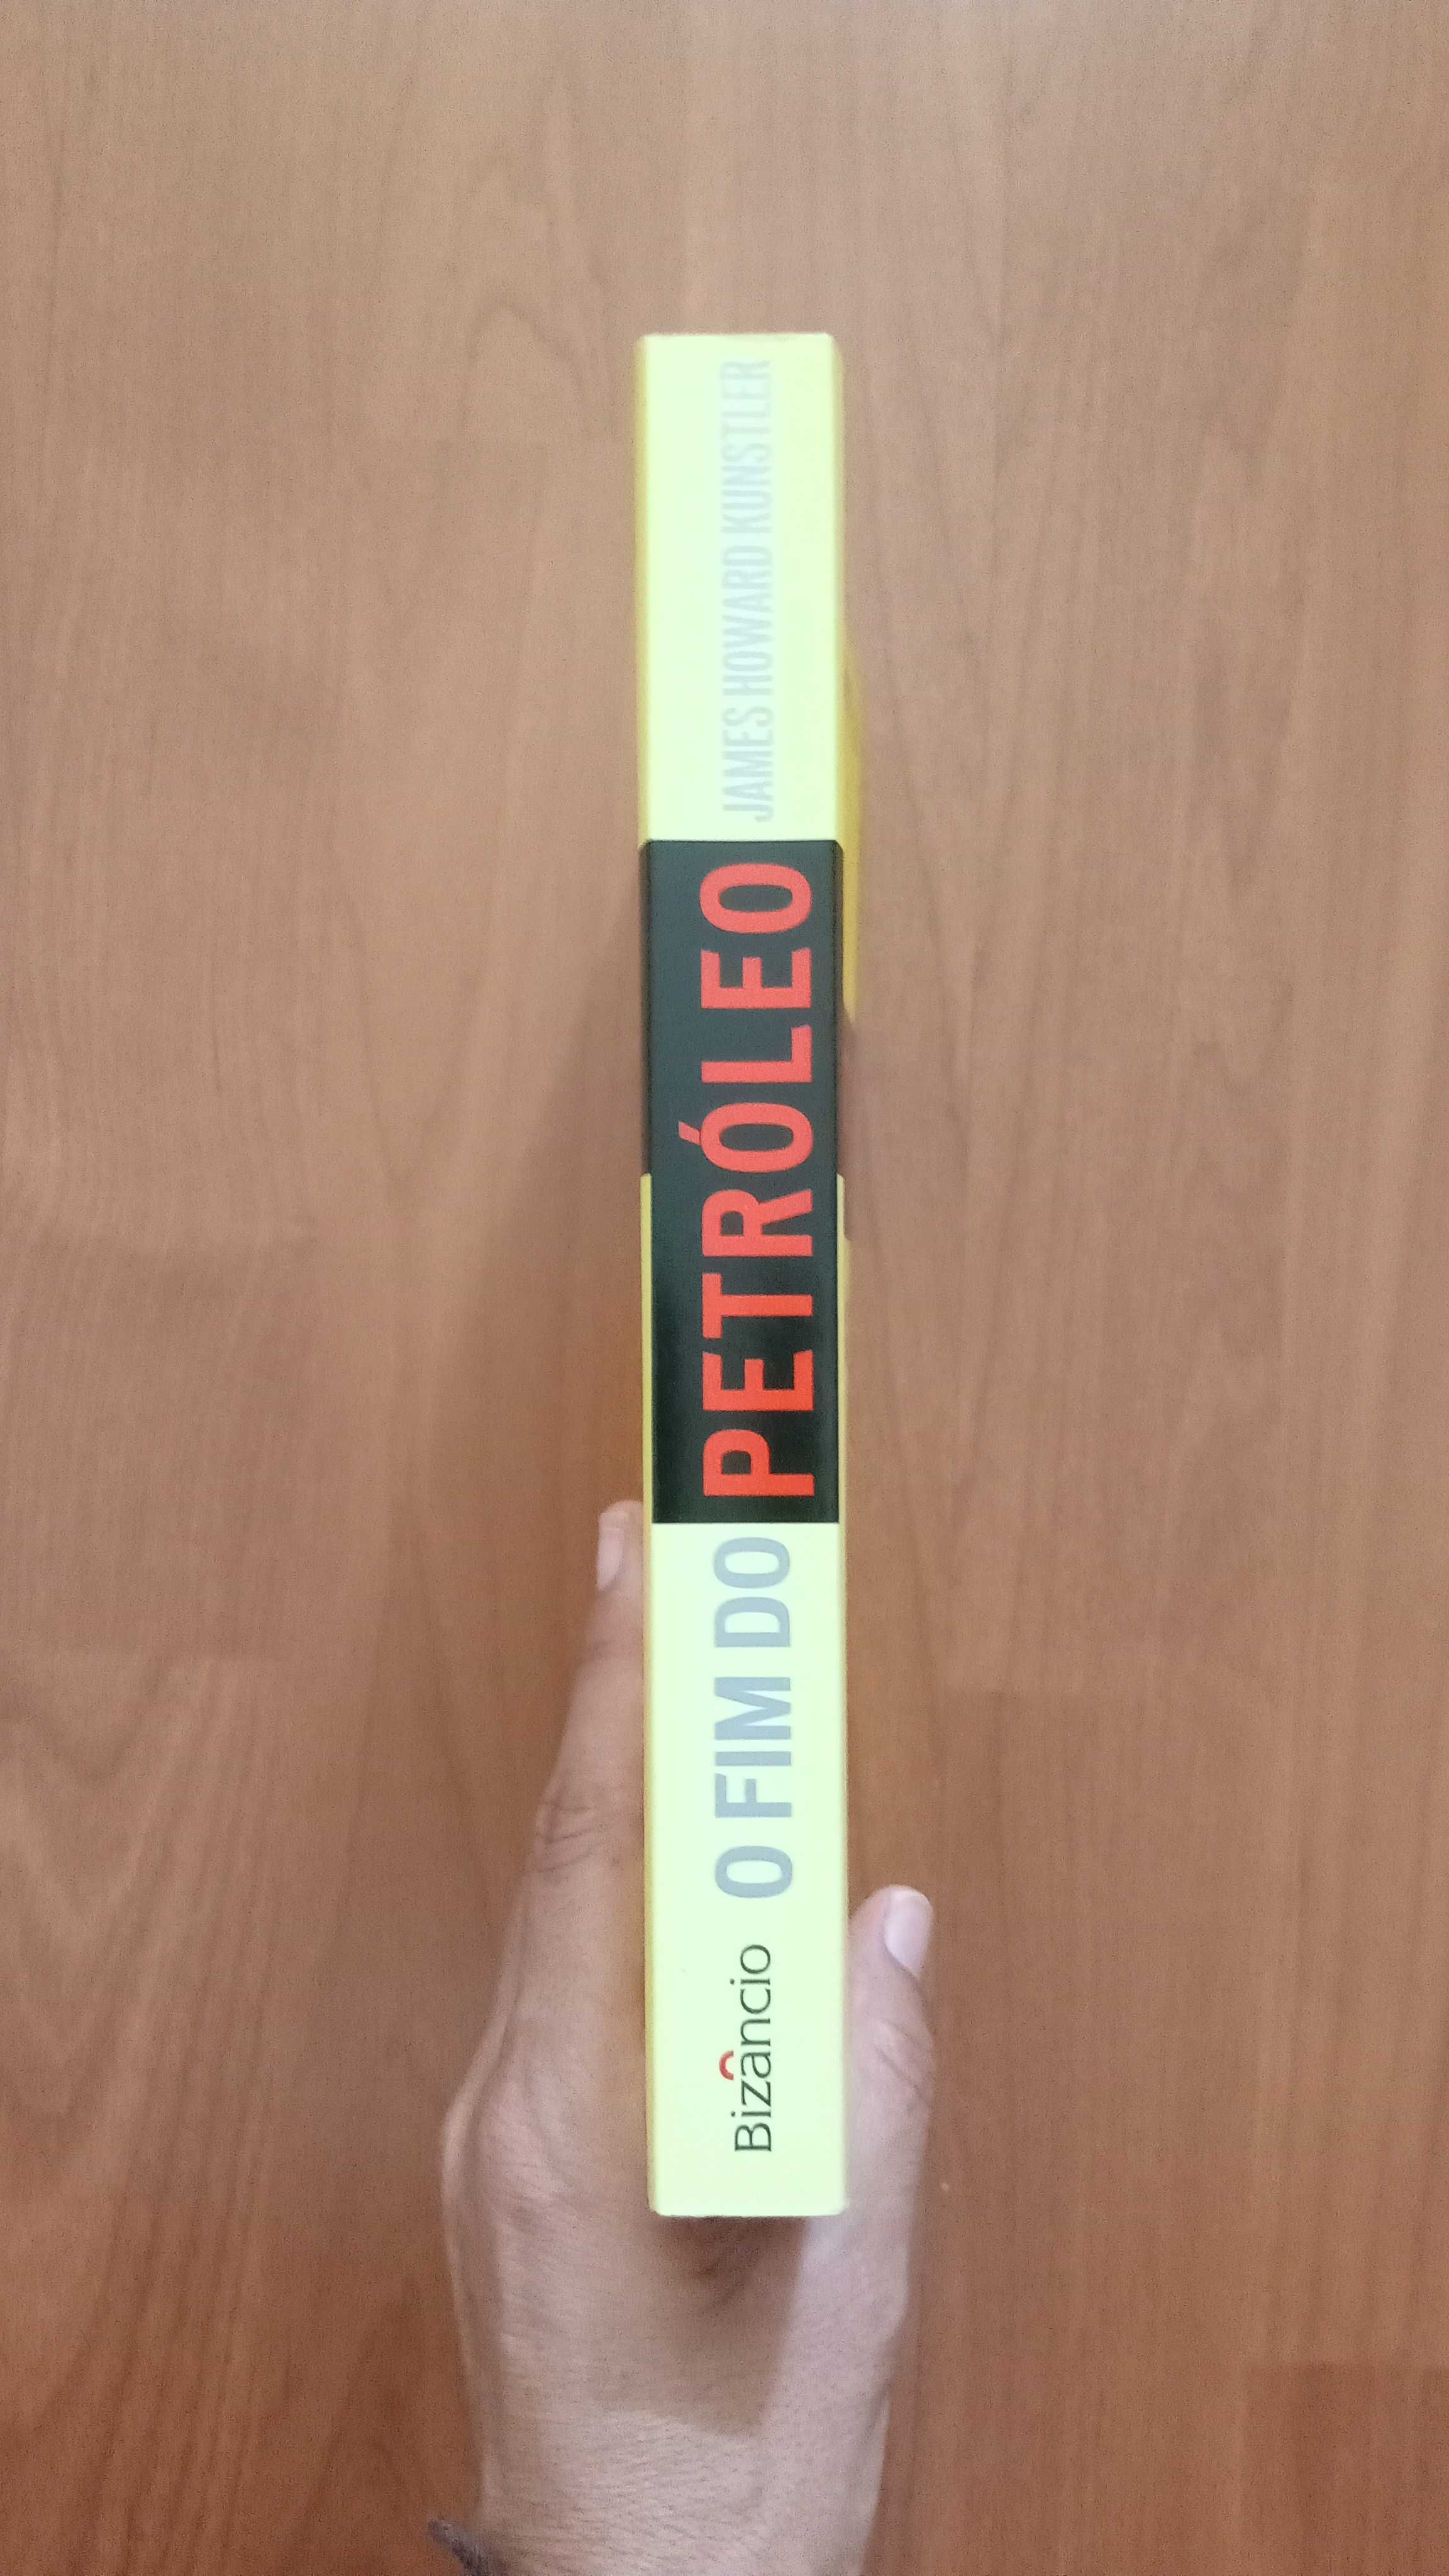 Bizâncio
O FIM DO PETRÓLEO
JAMES HOWARD KUNSTLER